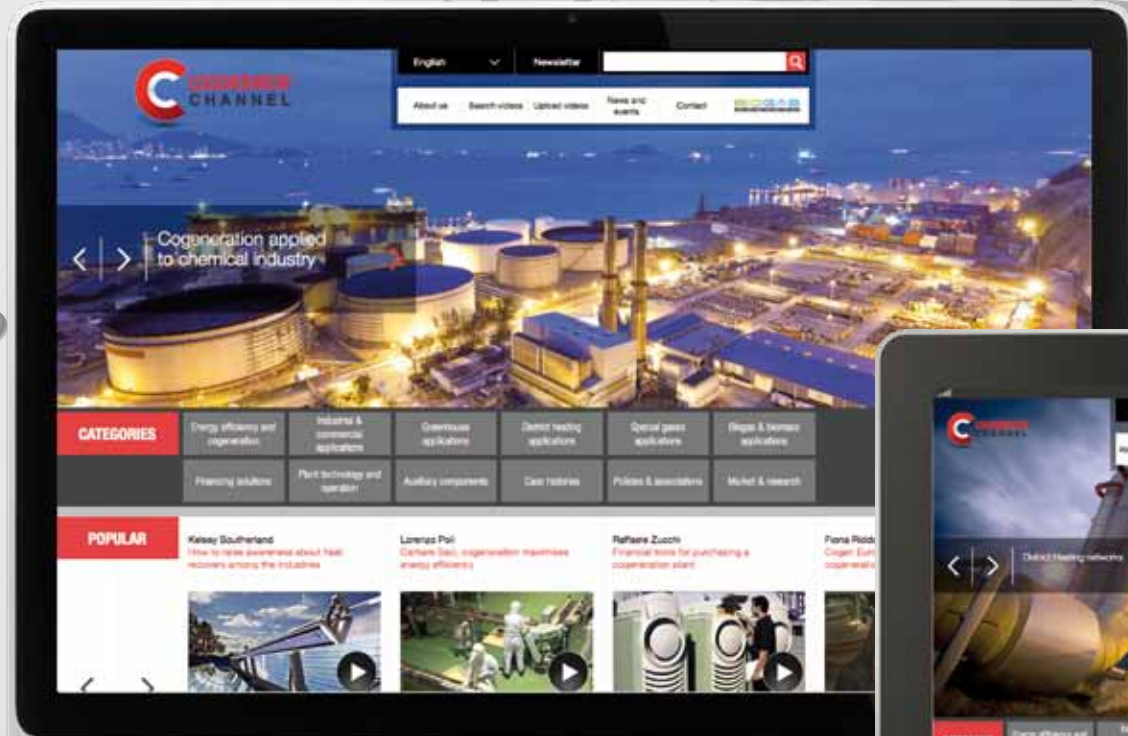 English
Newsletter
CHANNEL
About us
Search videos
Upload videos
News and
events
Contact
Cogeneration applied
to chemical industry
CATEGORIES
Energy efficiency and
cogeneration
Industrial &
commercial
applications
Greenhouse
applications
District heating
applications
Special gases
applications
Biogas & biomass
applications
Financing solutions
Plant technology and
operation
Auxiliary components
Case histories
Policies & associations
Market & research
POPULAR
Kelsey Southerland
How to raise awareness about heat
recovery among the industries
Lorenzo Poli
cogeneration maximises
energy efficiency
Raffaele Zucchi
Financial tools for purchasing a
cogeneration plant
Fiona Ridd
Cogen Euro
CHANNEL
District Heating networks